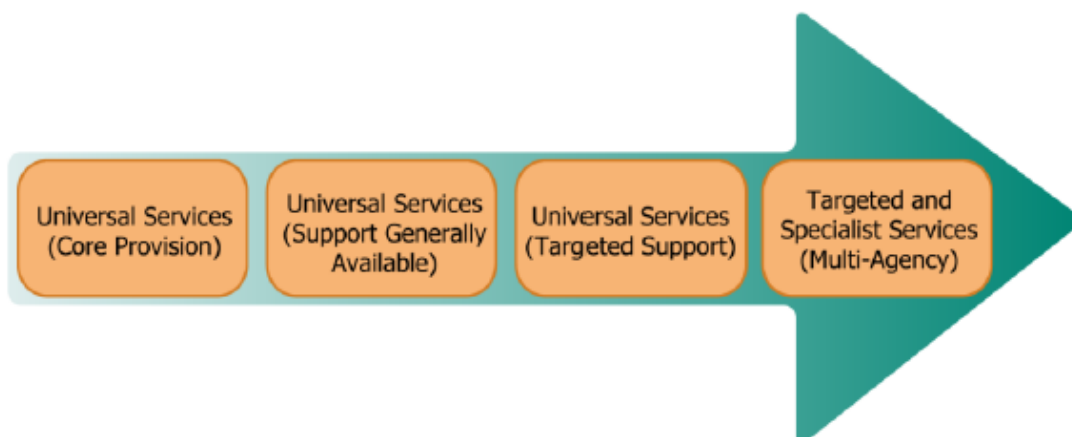 Universal Services
(Core Provision)
Universal Services
(Support Generally
Available)
Universal Services
(Targeted Support)
Targeted and
Specialist Services
(Multi-Agency)